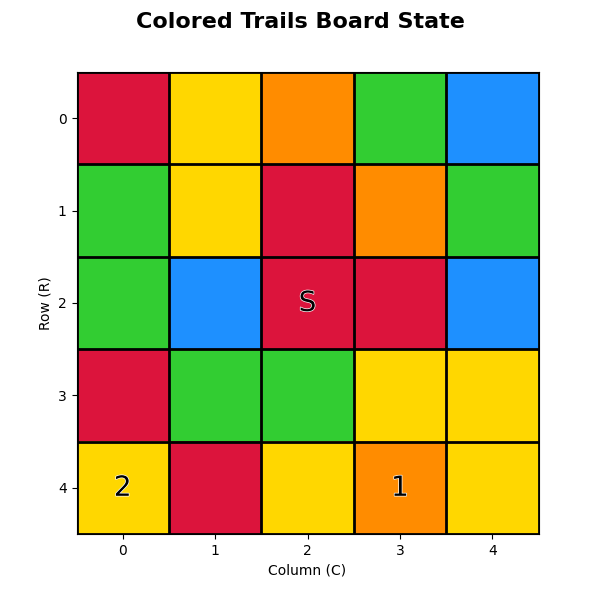 Colored Trails Board State
0
1
2 S
3
4 2 1
0 1 2 3 4
Row (R)
Column (C)